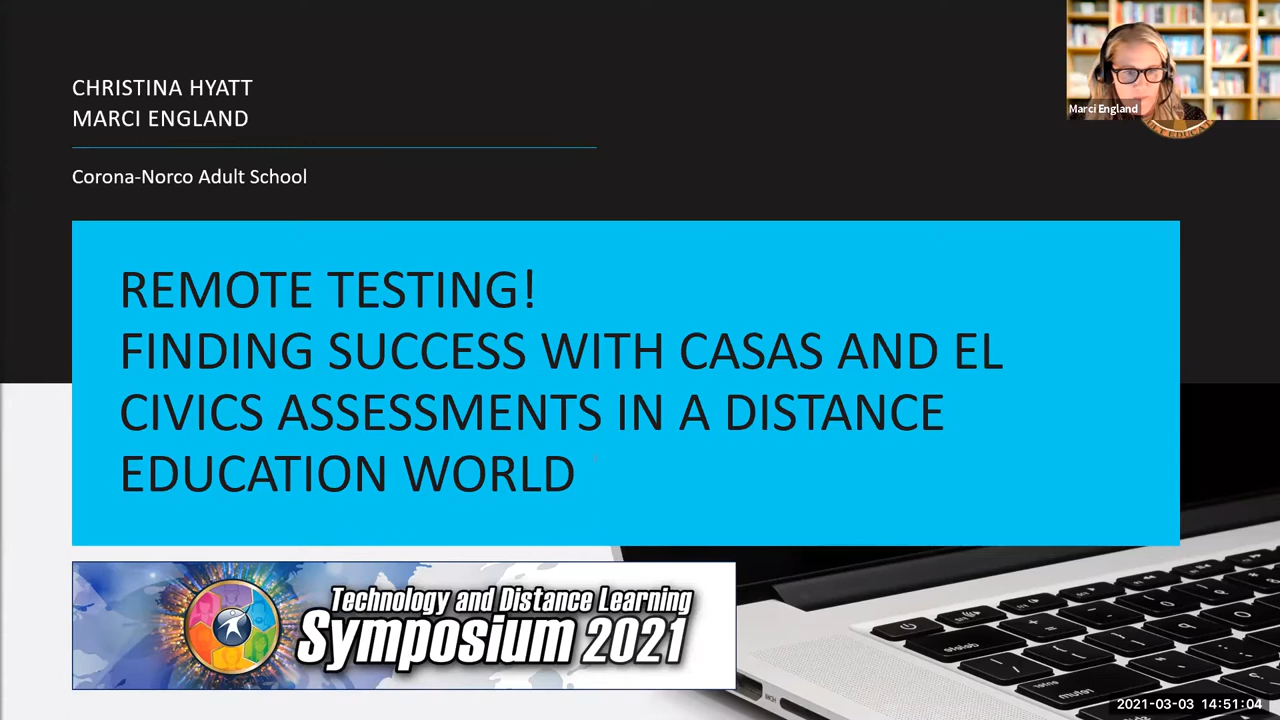 CHRISTINA HYATT
MARCI ENGLAND
Corona-Norco Adult School
Marci England
REMOTE TESTING!
FINDING SUCCESS WITH CASAS AND EL
CIVICS ASSESSMENTS IN A DISTANCE
EDUCATION WORLD
Technology and Distance Learning
Symposium 2021
2021-03-03 14:51:04